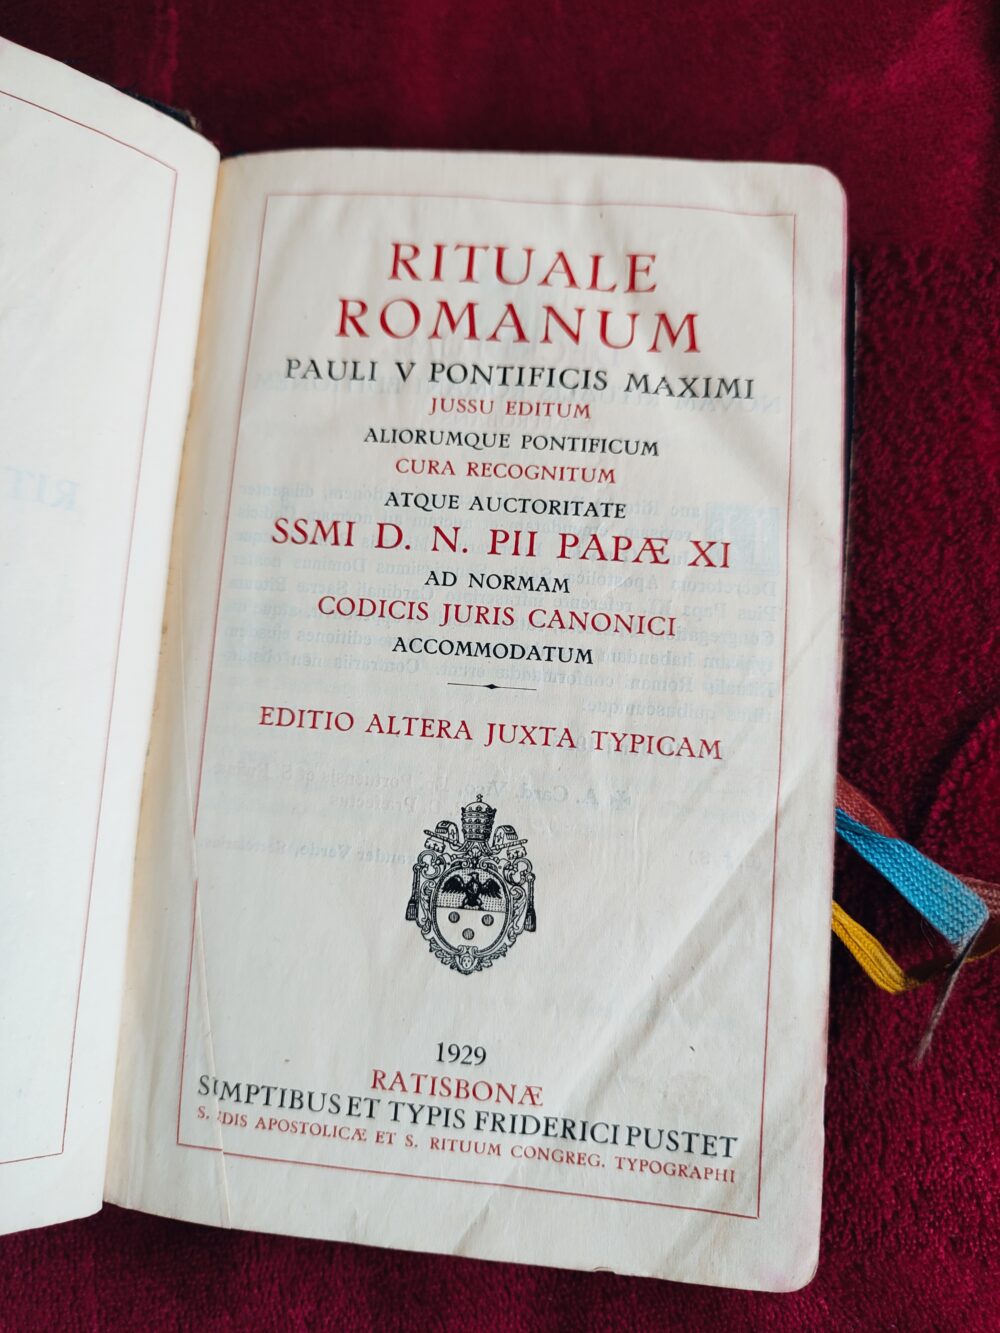 RITUALE
ROMANUM
PAULI V PONTIFICIS MAXIMI
JUSSU EDITUM
ALIORUMQUE PONTIFICUM
CURA RECOGNITUM
ATQUE AUCTORITATE
SSMI D. N. PII PAPÆ XI
AD NORMAM
CODICIS JURIS CANONICI
ACCOMMODATUM
EDITIO ALTERA JUXTA TYPICAM
1929
RATISBONÆ
SUMPTIBUS ET TYPIS FRIDERICI PUSTET
S. SEDIS APOSTOLICÆ ET S. RITUUM CONGREG. TYPOGRAPHI